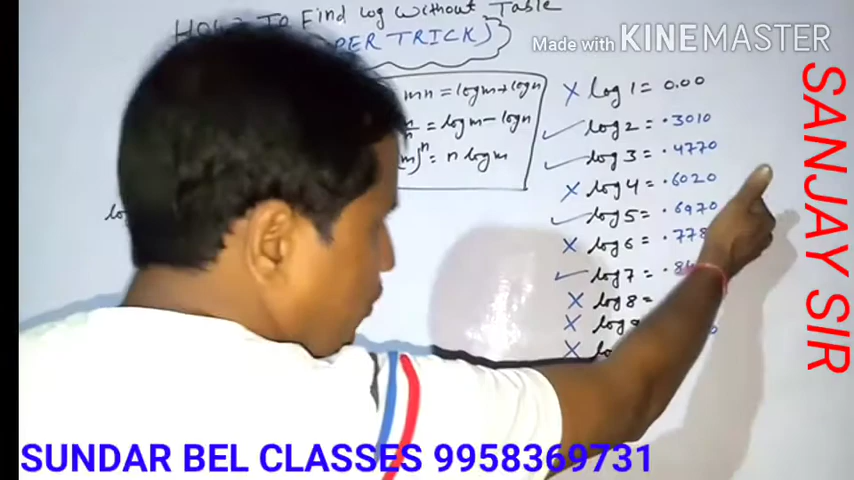 How To Find log without Table
PER TRICK)
Made with KINEMASTER
mn = logm + logn
= logm - logn
)ⁿ = n logm
× log 1 = 0.00
✓ log 2 = .3010
✓ log 3 = .4770
× log 4 = .6020
✓ log 5 = .6970
× log 6 = .778
✓ log 7 = .8
× log 8 =
× log
×
SANJAY SIR
SUNDAR BEL CLASSES 9958369731